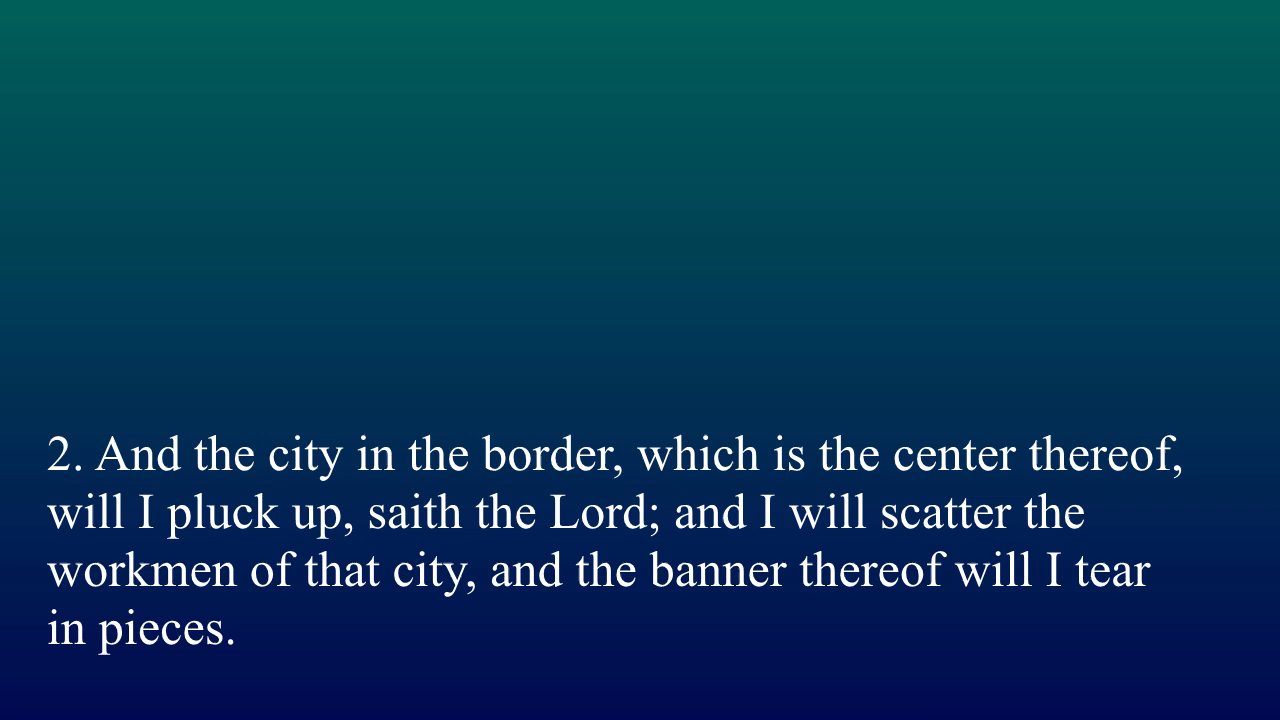 2. And the city in the border, which is the center thereof,
will I pluck up, saith the Lord; and I will scatter the
workmen of that city, and the banner thereof will I tear
in pieces.